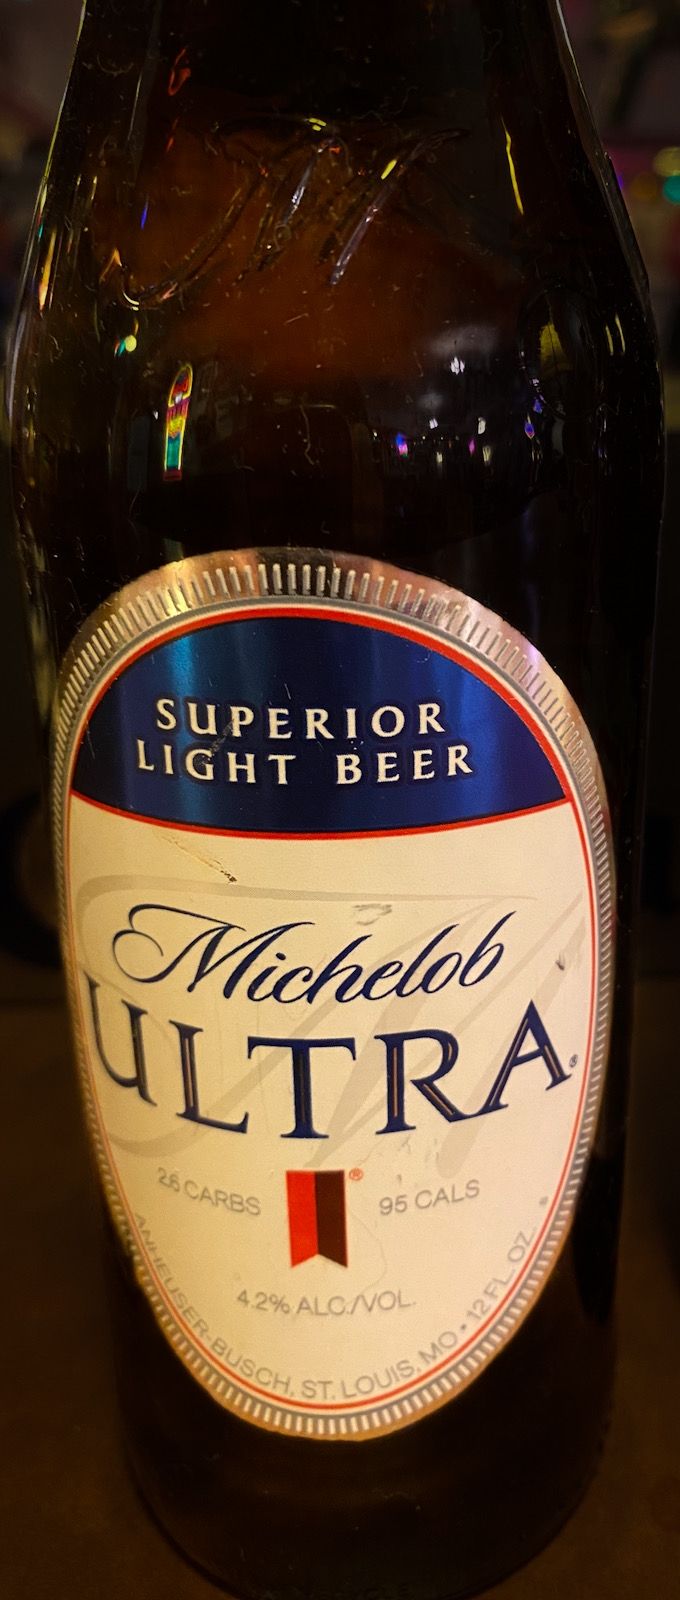 SUPERIOR
LIGHT BEER
Michelob
ULTRA®
2.6 CARBS ® 95 CALS
4.2% ALC./VOL.
ANHEUSER-BUSCH, ST. LOUIS, MO • 12 FL. OZ.